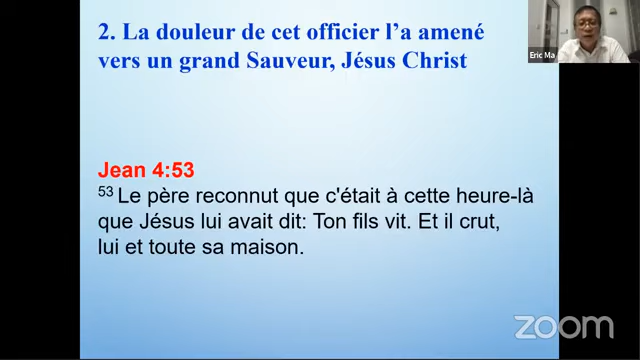 2. La douleur de cet officier l'a amené
vers un grand Sauveur, Jésus Christ
Eric Ma
Jean 4:53
53 Le père reconnut que c'était à cette heure-là
que Jésus lui avait dit: Ton fils vit. Et il crut,
lui et toute sa maison.
zoom